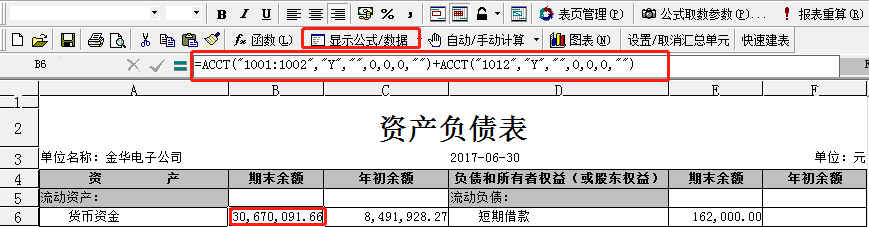 B I U % , 表页管理(P) 公式取数参数(P)... 报表重算(R)
函数(L) 显示公式/数据 自动/手动计算 图表(N) 设置/取消汇总单元 快速建表
B6 =ACCT("1001:1002","Y","",0,0,0,"")+ACCT("1012","Y","",0,0,0,"")
A B C D E F
1
2 资产负债表
3 单位名称：金华电子公司 2017-06-30 单位：元
4 资 产 期末余额 年初余额 负债和所有者权益（或股东权益） 期末余额 年初余额
5 流动资产： 流动负债：
6 货币资金 30,670,091.66 8,491,928.27 短期借款 162,000.00